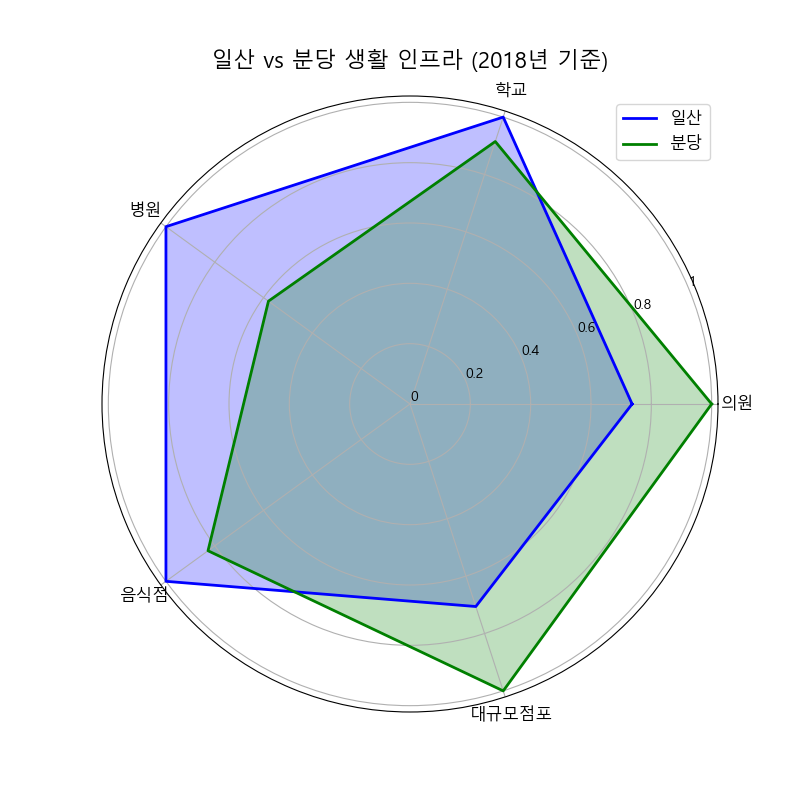 일산 vs 분당 생활 인프라 (2018년 기준)
학교
일산
분당
병원
1
0.8
0.6
0.4
0.2
0
의원
음식점
대규모점포